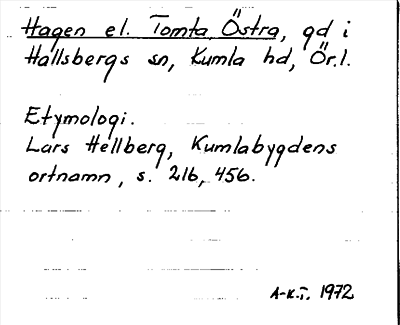 Hagen el. Tomta, Östra, gd i
Hallsbergs sn, Kumla hd, Ör.l.
Etymologi.
Lars Hellberg, Kumlabygdens
ortnamn, s. 216, 456.
A-K.T. 1972